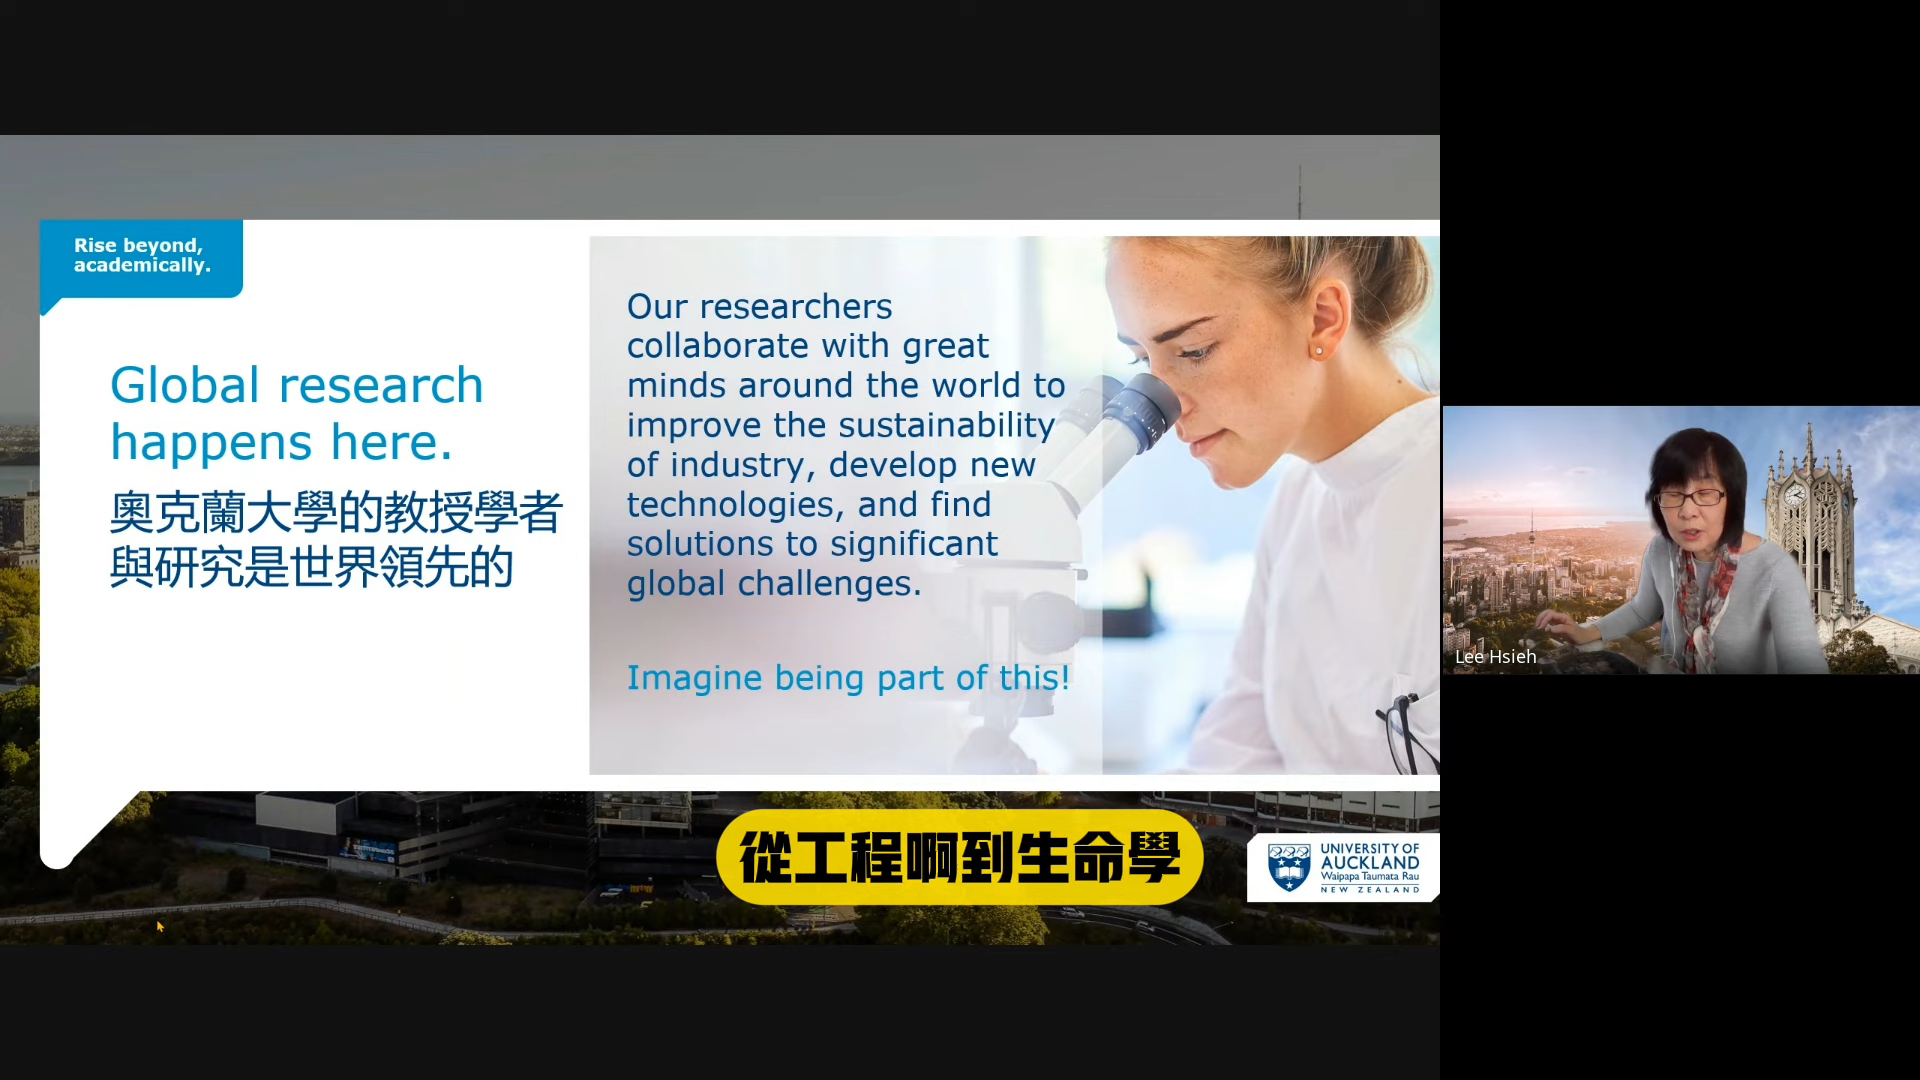 Rise beyond,
academically.
Global research
happens here.
奧克蘭大學的教授學者
與研究是世界領先的
Our researchers
collaborate with great
minds around the world to
improve the sustainability
of industry, develop new
technologies, and find
solutions to significant
global challenges.
Imagine being part of this!
從工程啊到生命學
UNIVERSITY OF
AUCKLAND
Waipapa Taumata Rau
NEW ZEALAND
Lee Hsieh